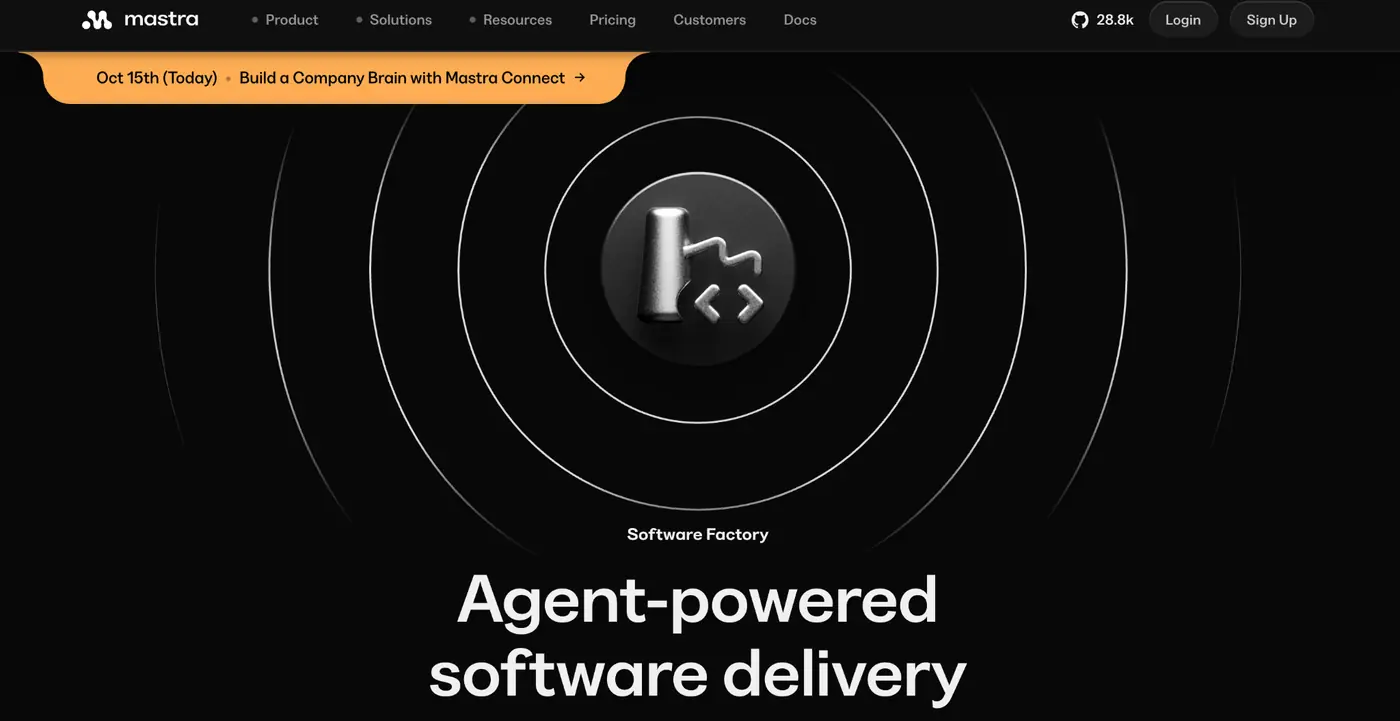 mastra Product Solutions Resources Pricing Customers Docs 28.8k Login Sign Up
Oct 15th (Today) • Build a Company Brain with Mastra Connect →
Software Factory
Agent-powered
software delivery